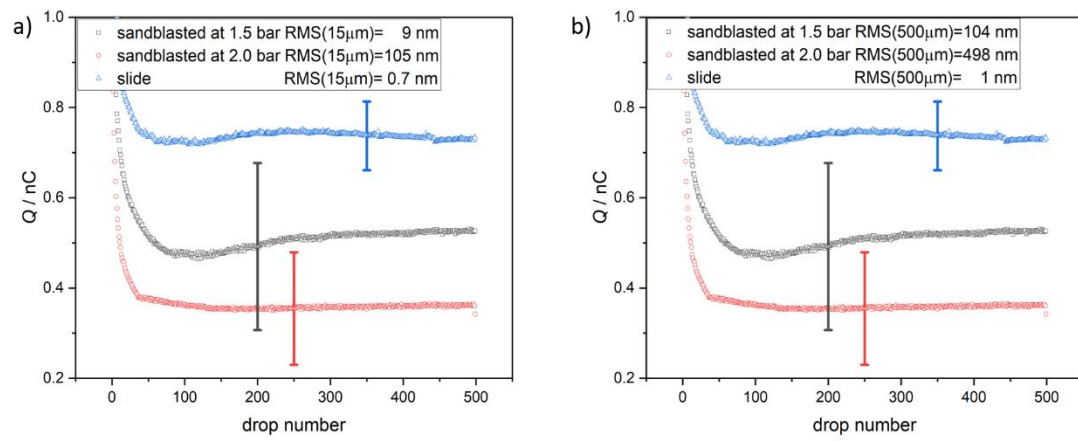 a)
sandblasted at 1.5 bar RMS(15μm)= 9 nm
sandblasted at 2.0 bar RMS(15μm)=105 nm
slide RMS(15μm)= 0.7 nm
1.0
0.8
0.6
0.4
0.2
Q / nC
0 100 200 300 400 500
drop number
b)
sandblasted at 1.5 bar RMS(500μm)=104 nm
sandblasted at 2.0 bar RMS(500μm)=498 nm
slide RMS(500μm)= 1 nm
1.0
0.8
0.6
0.4
0.2
Q / nC
0 100 200 300 400 500
drop number